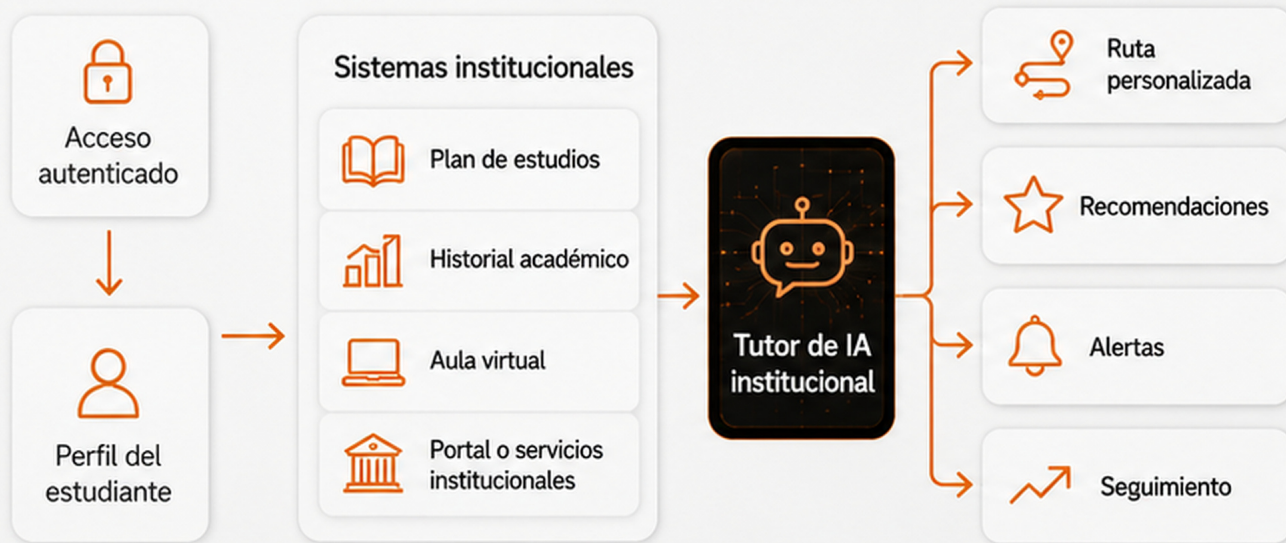 Acceso
autenticado
Perfil del
estudiante
Sistemas institucionales
Plan de estudios
Historial académico
Aula virtual
Portal o servicios
institucionales
Tutor de IA
institucional
Ruta
personalizada
Recomendaciones
Alertas
Seguimiento